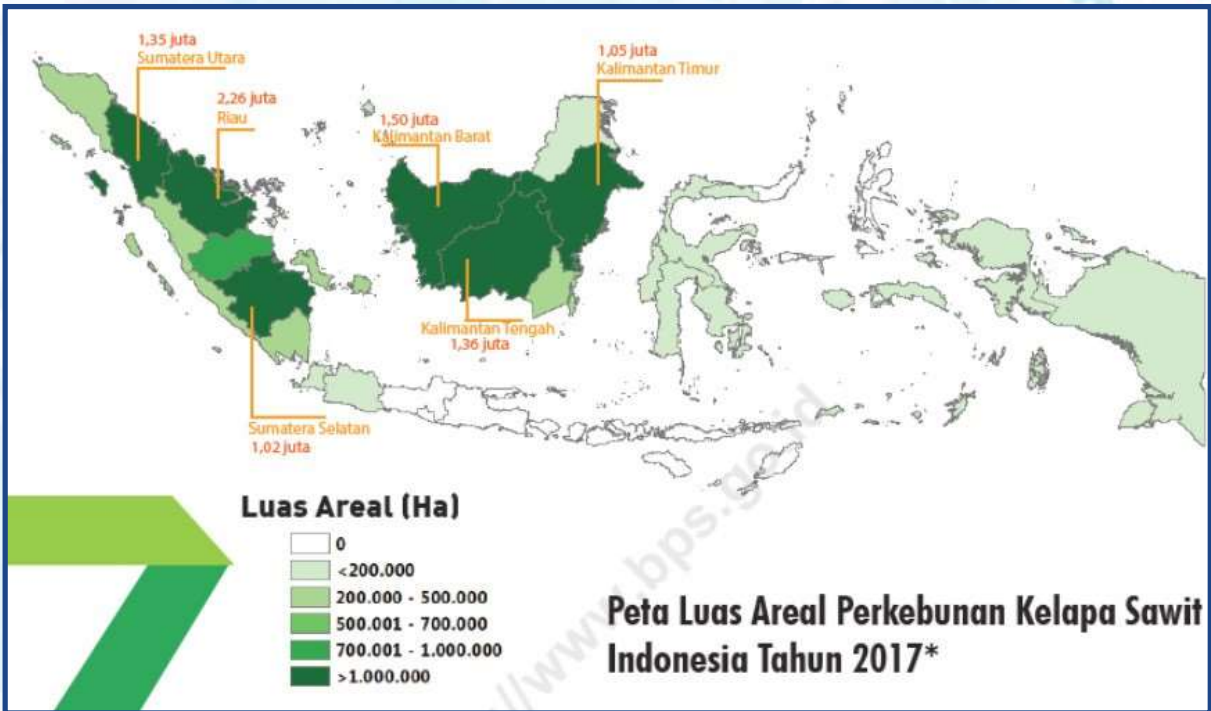 1,35 juta
Sumatera Utara
2,26 juta
Riau
1,50 juta
Kalimantan Barat
1,05 juta
Kalimantan Timur
Kalimantan Tengah
1,36 juta
Sumatera Selatan
1,02 juta
Luas Areal (Ha)
0
<200.000
200.000 - 500.000
500.001 - 700.000
700.001 - 1.000.000
>1.000.000
Peta Luas Areal Perkebunan Kelapa Sawit
Indonesia Tahun 2017*
//www.bps.go.id